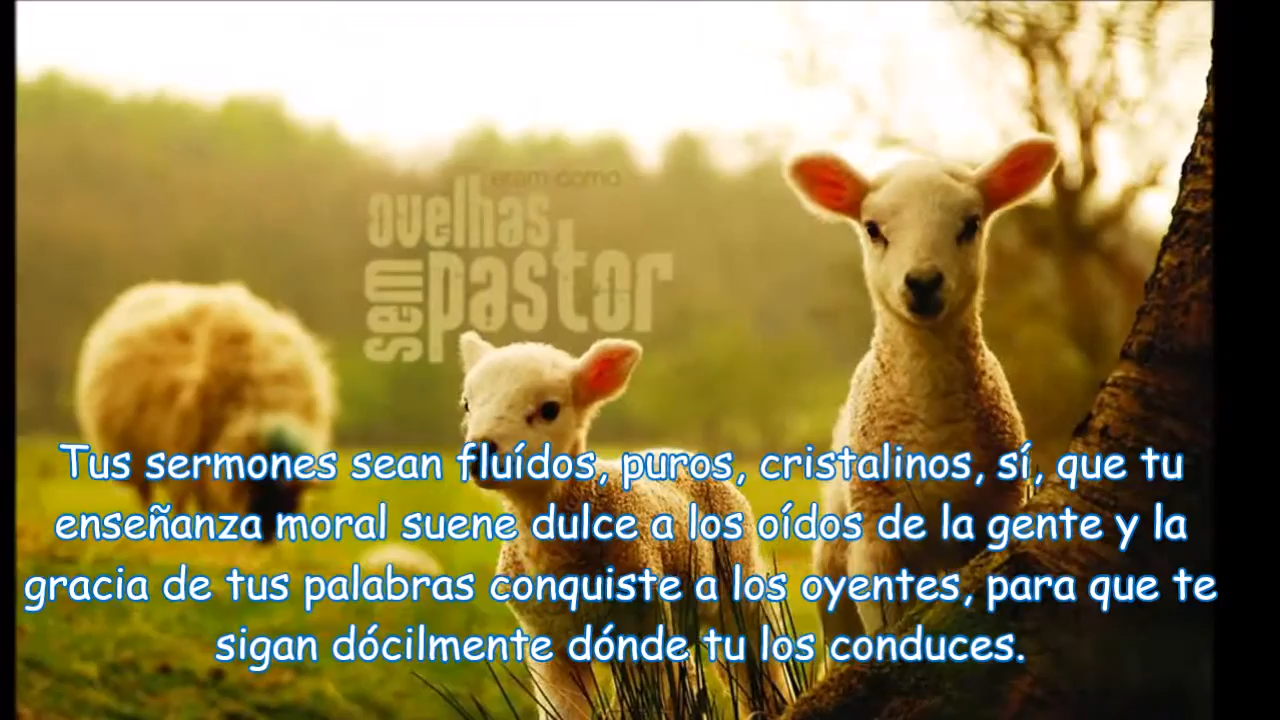 eram como
ovelhas
sem
pastor
Tus sermones sean fluídos, puros, cristalinos, sí, que tu
enseñanza moral suene dulce a los oídos de la gente y la
gracia de tus palabras conquiste a los oyentes, para que te
sigan dócilmente dónde tu los conduces.